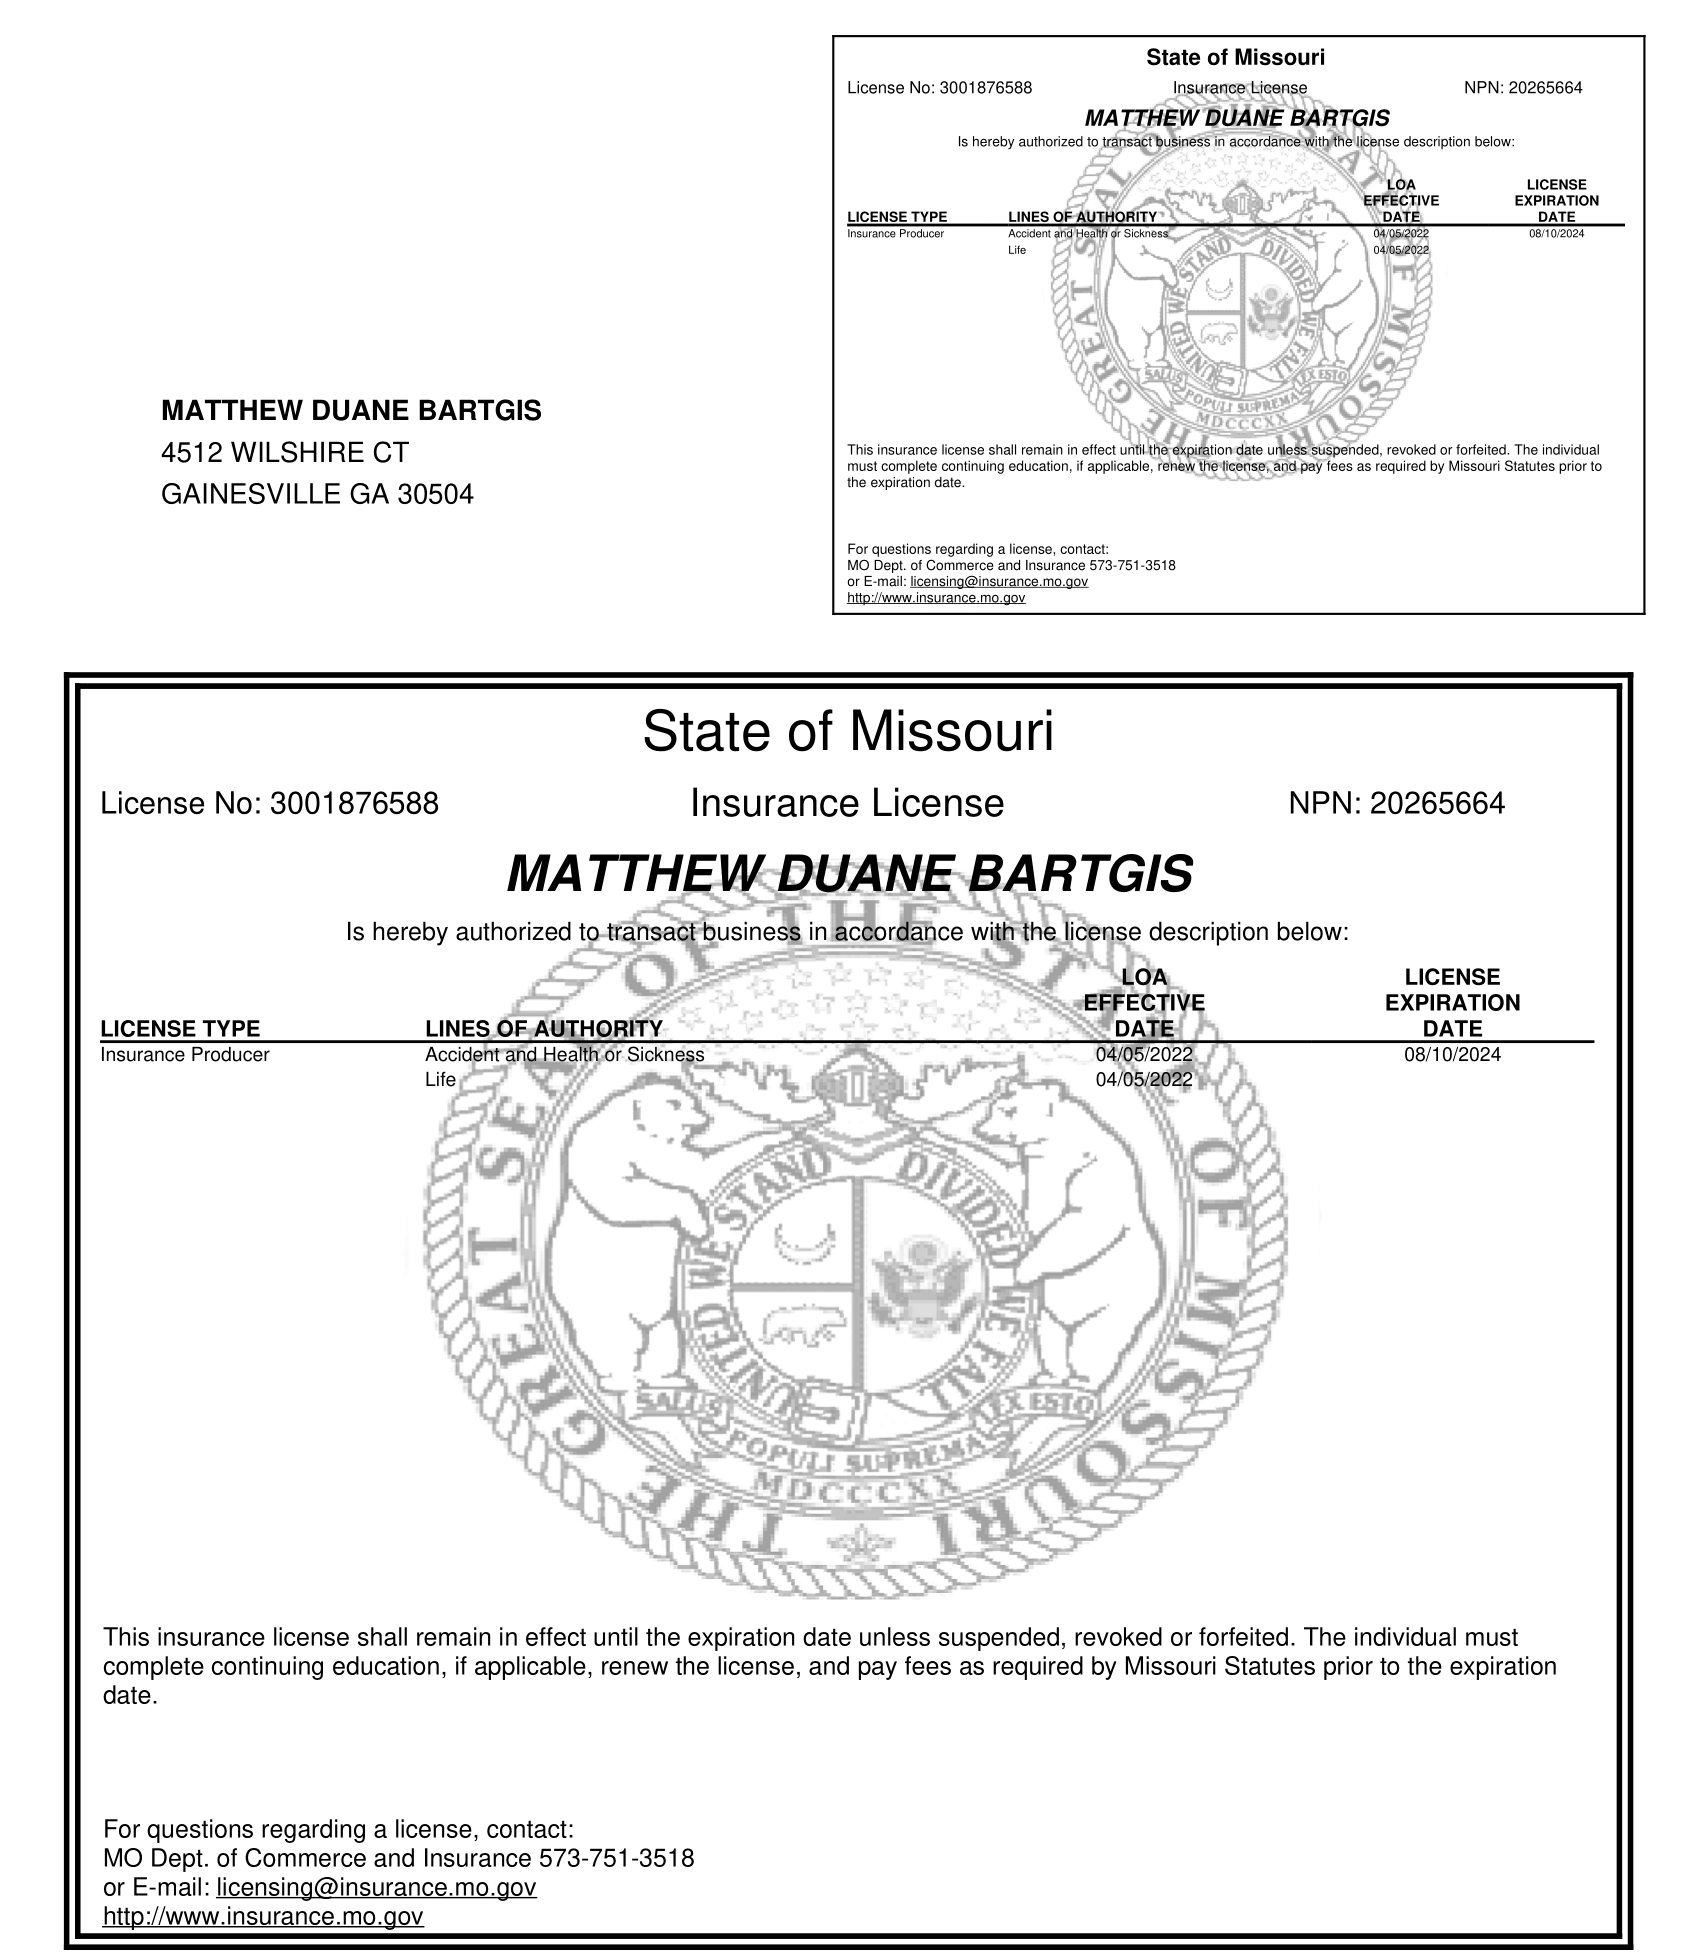 State of Missouri
License No: 3001876588 Insurance License NPN: 20265664
MATTHEW DUANE BARTGIS
Is hereby authorized to transact business in accordance with the license description below:
LOA LICENSE
EFFECTIVE EXPIRATION
LICENSE TYPE LINES OF AUTHORITY DATE DATE
Insurance Producer Accident and Health or Sickness 04/05/2022 08/10/2024
Life 04/05/2022
THE GREAT SEAL OF THE STATE OF MISSOURI
UNITED WE STAND DIVIDED WE FALL
SALUS POPULI SUPREMA LEX ESTO
MDCCCXX
This insurance license shall remain in effect until the expiration date unless suspended, revoked or forfeited. The individual
must complete continuing education, if applicable, renew the license, and pay fees as required by Missouri Statutes prior to
the expiration date.
For questions regarding a license, contact:
MO Dept. of Commerce and Insurance 573-751-3518
or E-mail: licensing@insurance.mo.gov
http://www.insurance.mo.gov
MATTHEW DUANE BARTGIS
4512 WILSHIRE CT
GAINESVILLE GA 30504
State of Missouri
License No: 3001876588 Insurance License NPN: 20265664
MATTHEW DUANE BARTGIS
Is hereby authorized to transact business in accordance with the license description below:
LOA LICENSE
EFFECTIVE EXPIRATION
LICENSE TYPE LINES OF AUTHORITY DATE DATE
Insurance Producer Accident and Health or Sickness 04/05/2022 08/10/2024
Life 04/05/2022
THE GREAT SEAL OF THE STATE OF MISSOURI
UNITED WE STAND DIVIDED WE FALL
SALUS POPULI SUPREMA LEX ESTO
MDCCCXX
This insurance license shall remain in effect until the expiration date unless suspended, revoked or forfeited. The individual must
complete continuing education, if applicable, renew the license, and pay fees as required by Missouri Statutes prior to the expiration
date.
For questions regarding a license, contact:
MO Dept. of Commerce and Insurance 573-751-3518
or E-mail: licensing@insurance.mo.gov
http://www.insurance.mo.gov